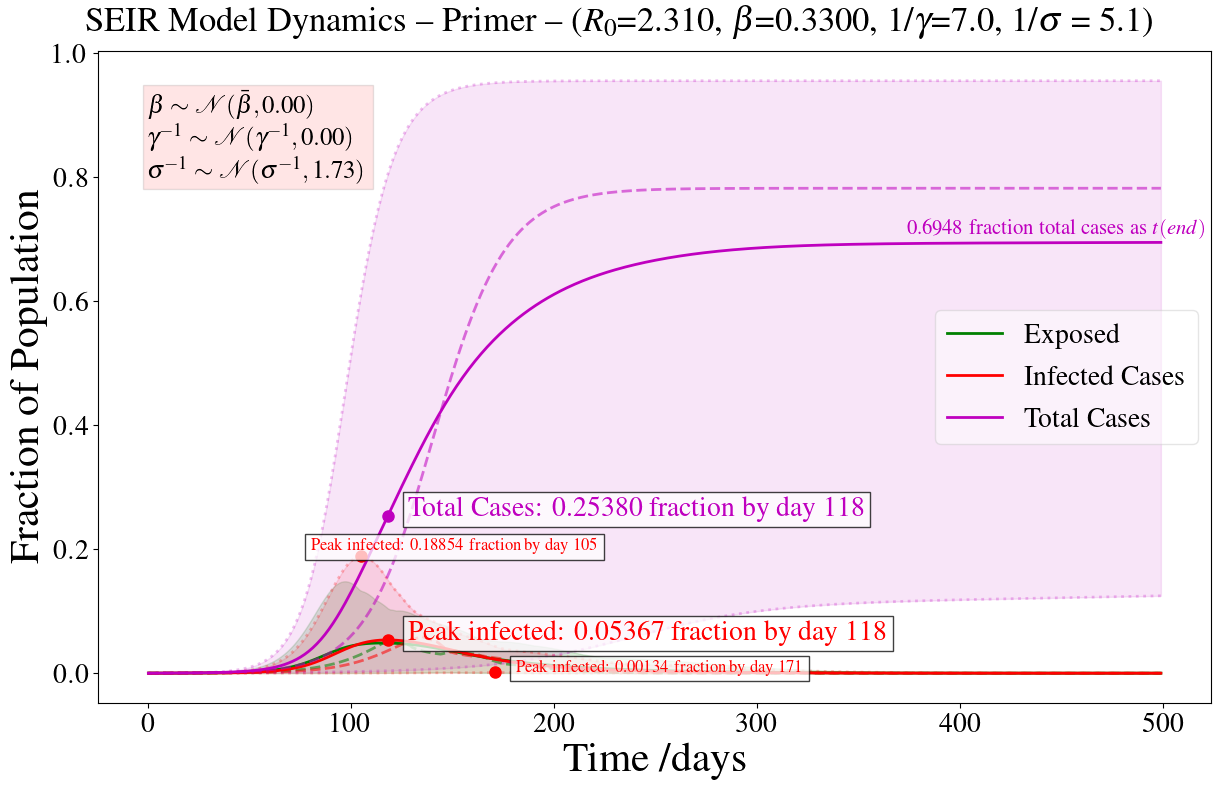 SEIR Model Dynamics – Primer – (R₀=2.310, β=0.3300, 1/γ=7.0, 1/σ = 5.1)
Fraction of Population
1.0
0.8
0.6
0.4
0.2
0.0
β ∼ 𝒩(β̄, 0.00)
γ⁻¹ ∼ 𝒩(γ⁻¹, 0.00)
σ⁻¹ ∼ 𝒩(σ⁻¹, 1.73)
0.6948 fraction total cases as t(end)
Exposed
Infected Cases
Total Cases
Total Cases: 0.25380 fraction by day 118
Peak infected: 0.18854 fraction by day 105
Peak infected: 0.05367 fraction by day 118
Peak infected: 0.00134 fraction by day 171
0 100 200 300 400 500
Time /days